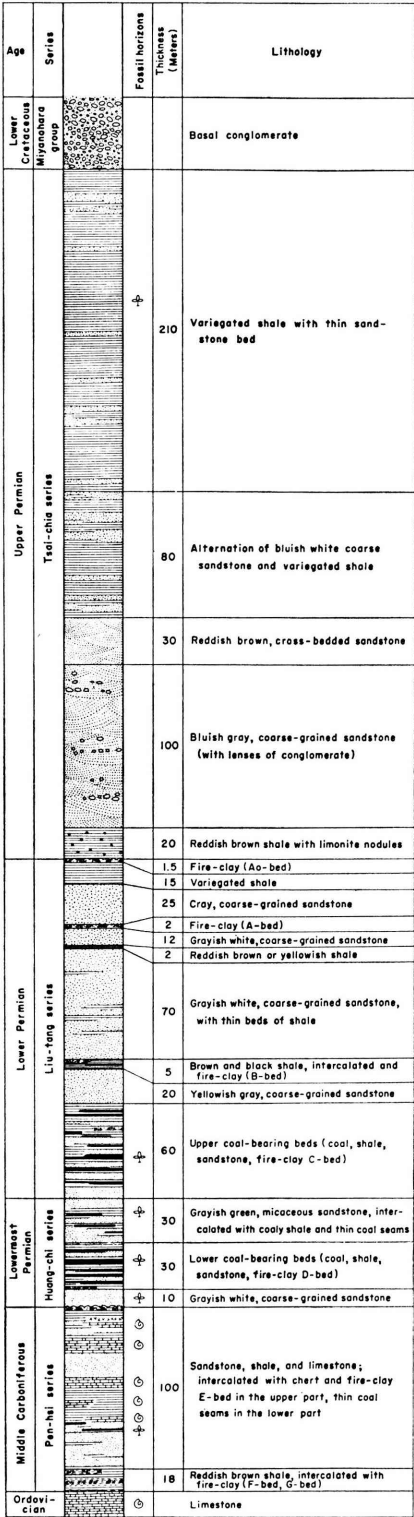 Age
Series
Fossil horizons
Thickness
(Meters)
Lithology
Lower
Cretaceous
Miyanohara
group
Basal conglomerate
Upper Permian
Tsai-chia series
210
Variegated shale with thin sand-
stone bed
80
Alternation of bluish white coarse
sandstone and variegated shale
30
Reddish brown, cross-bedded sandstone
100
Bluish gray, coarse-grained sandstone
(with lenses of conglomerate)
20
Reddish brown shale with limonite nodules
Lower Permian
Liu-tang series
1.5
Fire-clay (Ao-bed)
15
Variegated shale
25
Cray, coarse-grained sandstone
2
Fire-clay (A-bed)
12
Grayish white, coarse-grained sandstone
2
Reddish brown or yellowish shale
70
Grayish white, coarse-grained sandstone,
with thin beds of shale
5
Brown and black shale, intercalated and
fire-clay (B-bed)
20
Yellowish gray, coarse-grained sandstone
60
Upper coal-bearing beds (coal, shale,
sandstone, fire-clay C-bed)
Lowermost
Permian
Huang-chi series
30
Grayish green, micaceous sandstone, inter-
calated with coaly shale and thin coal seams
30
Lower coal-bearing beds (coal, shale,
sandstone, fire-clay D-bed)
10
Grayish white, coarse-grained sandstone
Middle Carboniferous
Pen-hsi series
100
Sandstone, shale, and limestone;
intercalated with chert and fire-clay
E-bed in the upper part, thin coal
seams in the lower part
18
Reddish brown shale, intercalated with
fire-clay (F-bed, G-bed)
Ordovi-
cian
Limestone